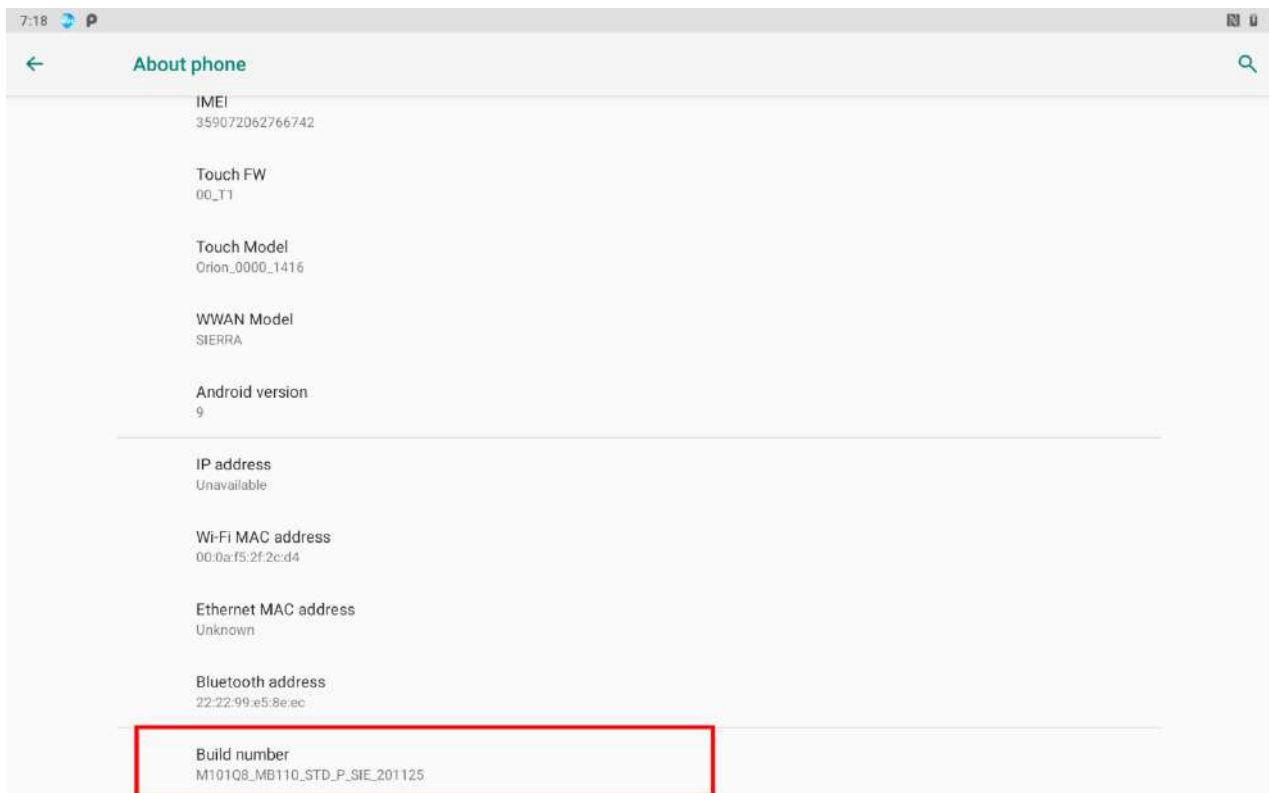 7:18
About phone
IMEI
359072062766742
Touch FW
00_T1
Touch Model
Orion_0000_1416
WWAN Model
SIERRA
Android version
9
IP address
Unavailable
Wi-Fi MAC address
00:0a:f5:2f:2c:d4
Ethernet MAC address
Unknown
Bluetooth address
22:22:99:e5:8e:ec
Build number
M101Q8_MB110_STD_P_SIE_201125